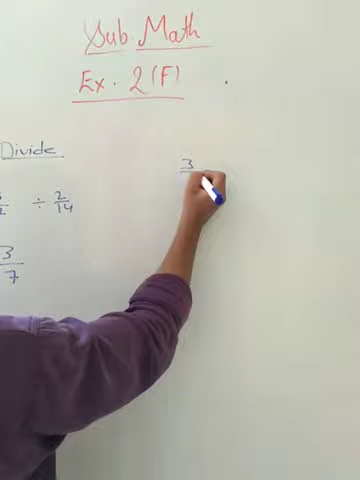 Sub Math
Ex. 2(F)
Divide
÷ 2/14
3/7
3